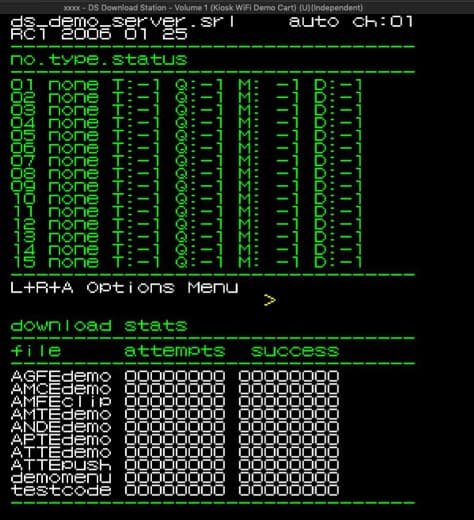 xxxx - DS Download Station - Volume 1 (Kiosk WiFi Demo Cart) (U)(Independent)
ds_demo_server.srl auto ch:01
RC1 2006 01 25
no.type.status
01 none T:-1 Q:-1 M: -1 D:-1
02 none T:-1 Q:-1 M: -1 D:-1
03 none T:-1 Q:-1 M: -1 D:-1
04 none T:-1 Q:-1 M: -1 D:-1
05 none T:-1 Q:-1 M: -1 D:-1
06 none T:-1 Q:-1 M: -1 D:-1
07 none T:-1 Q:-1 M: -1 D:-1
08 none T:-1 Q:-1 M: -1 D:-1
09 none T:-1 Q:-1 M: -1 D:-1
10 none T:-1 Q:-1 M: -1 D:-1
11 none T:-1 Q:-1 M: -1 D:-1
12 none T:-1 Q:-1 M: -1 D:-1
13 none T:-1 Q:-1 M: -1 D:-1
14 none T:-1 Q:-1 M: -1 D:-1
15 none T:-1 Q:-1 M: -1 D:-1
L+R+A Options Menu
>
download stats
file attempts success
AGFEdemo 00000000 00000000
AMCEdemo 00000000 00000000
AMFEclip 00000000 00000000
AMTEdemo 00000000 00000000
ANDEdemo 00000000 00000000
APTEdemo 00000000 00000000
ATTEdemo 00000000 00000000
ATTEpush 00000000 00000000
demomenu 00000000 00000000
testcode 00000000 00000000